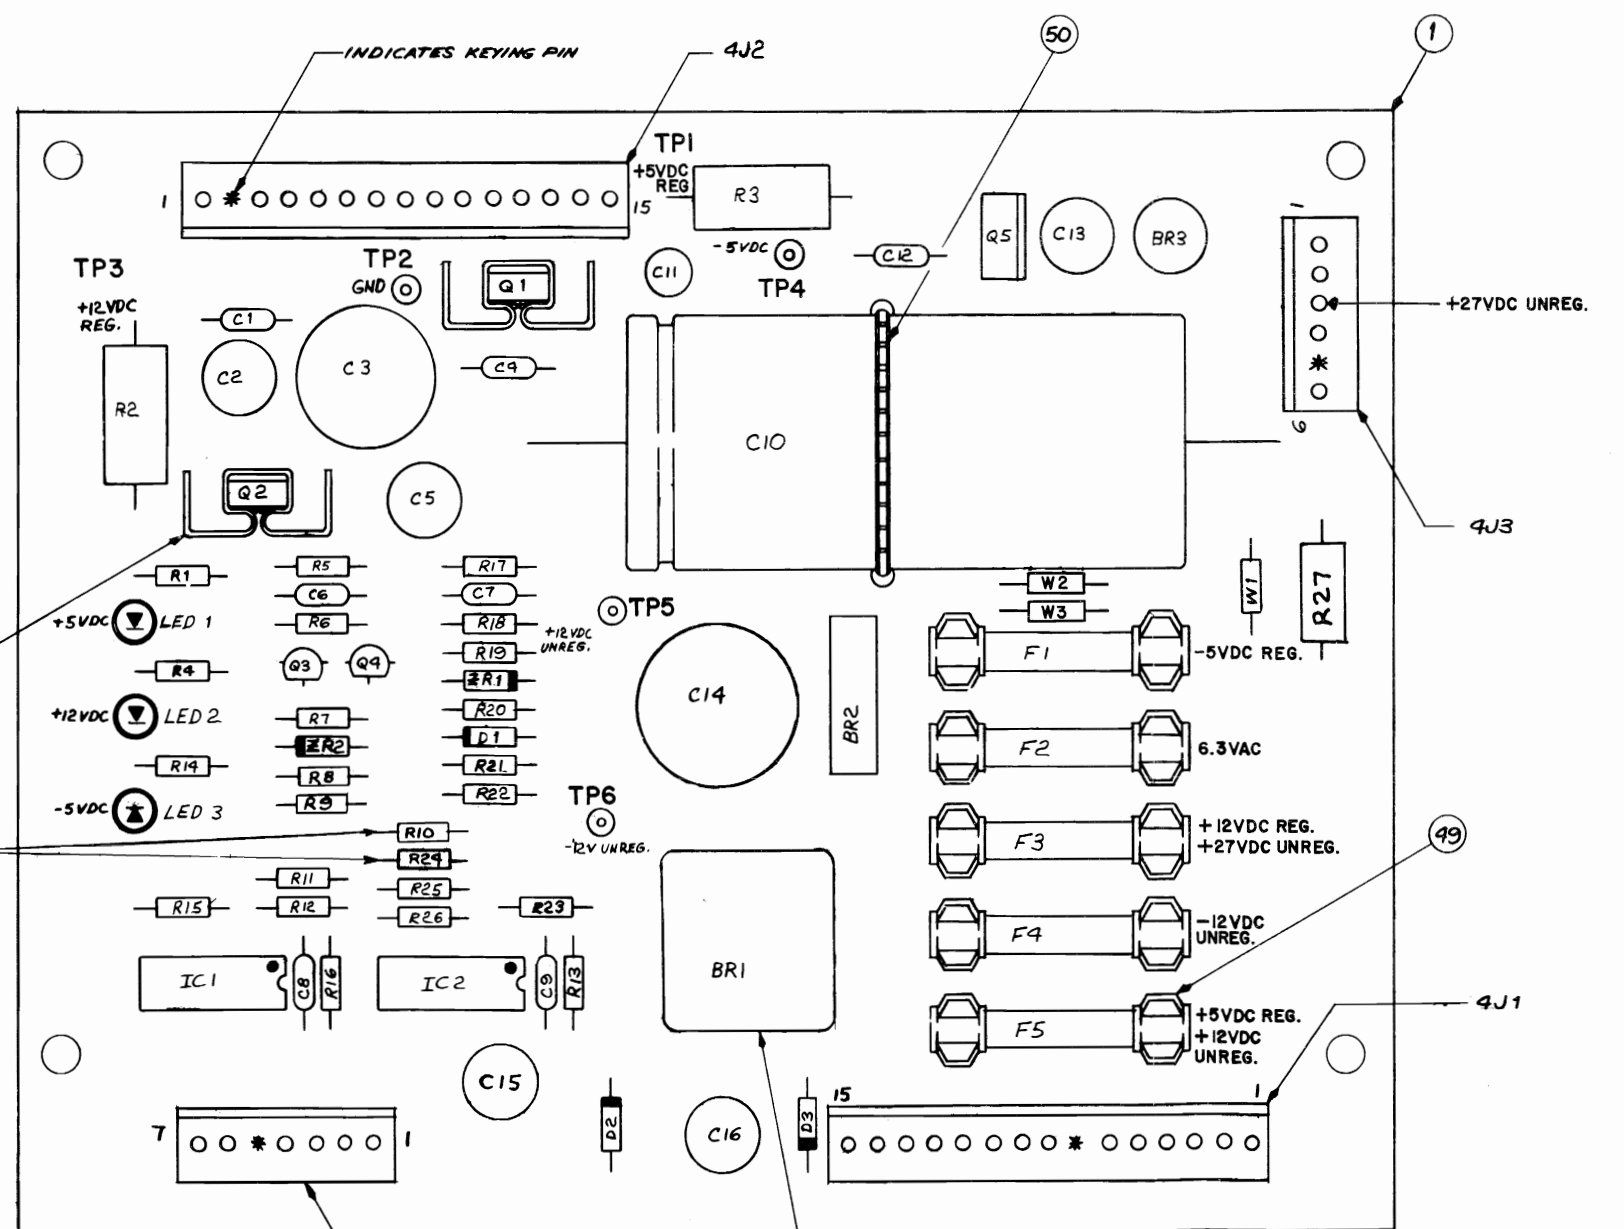 INDICATES KEYING PIN
4J2
50
1
TP1
+5VDC
REG
1
15
R3
-5VDC
TP4
C11
C12
Q5
C13
BR3
1
+27VDC UNREG.
6
4J3
TP3
+12VDC
REG.
TP2
GND
Q1
C1
C2
C3
C4
R2
C10
Q2
C5
R1
R5
R17
C6
C7
W2
W3
W1
R27
+5VDC
LED 1
R6
R18
TP5
+12VDC
UNREG.
R19
Q3
Q4
R4
ZR1
C14
BR2
F1
-5VDC REG.
+12VDC
LED 2
R7
R20
ZR2
D1
F2
6.3VAC
R14
R8
R21
R9
R22
-5VDC
LED 3
TP6
-12V UNREG.
R10
R24
F3
+12VDC REG.
+27VDC UNREG.
49
R11
R25
R15
R12
R26
R23
F4
-12VDC
UNREG.
IC1
C8
R16
IC2
C9
R13
BR1
F5
+5VDC REG.
+12VDC
UNREG.
4J1
C15
D2
C16
D3
15
1
7
1